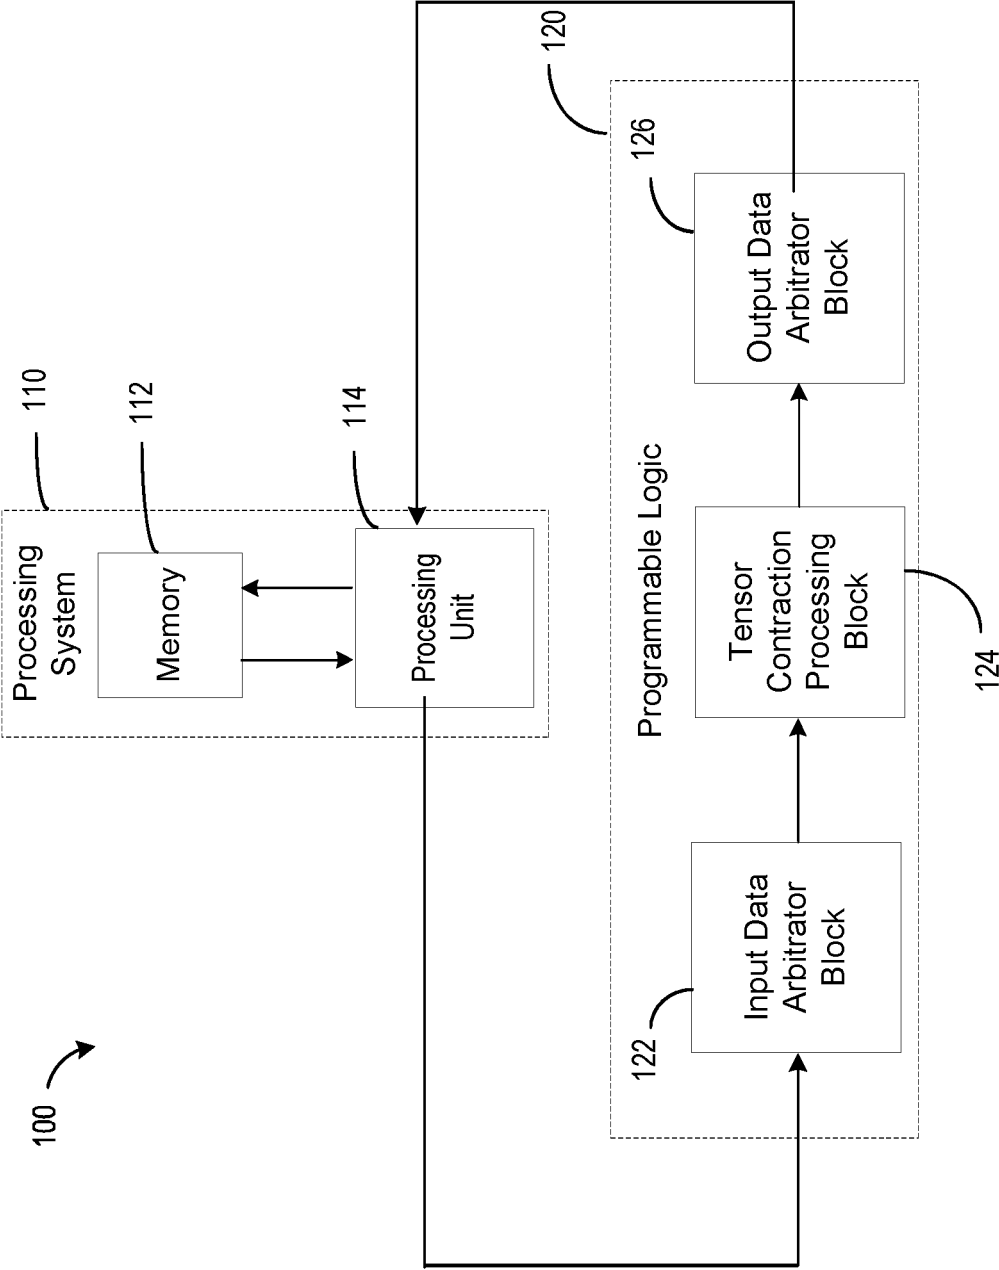 100
110
Processing
System
112
Memory
114
Processing
Unit
120
Programmable Logic
122
Input Data
Arbitrator
Block
124
Tensor
Contraction
Processing
Block
126
Output Data
Arbitrator
Block